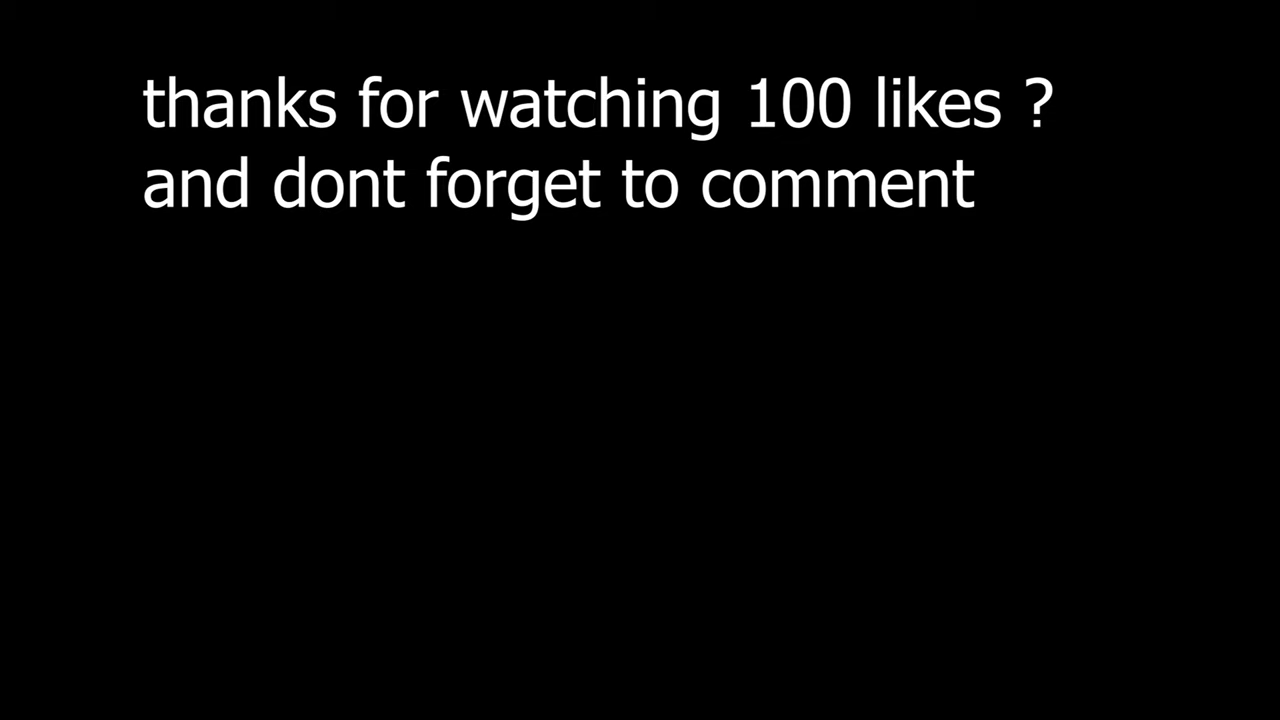 thanks for watching 100 likes ?
and dont forget to comment